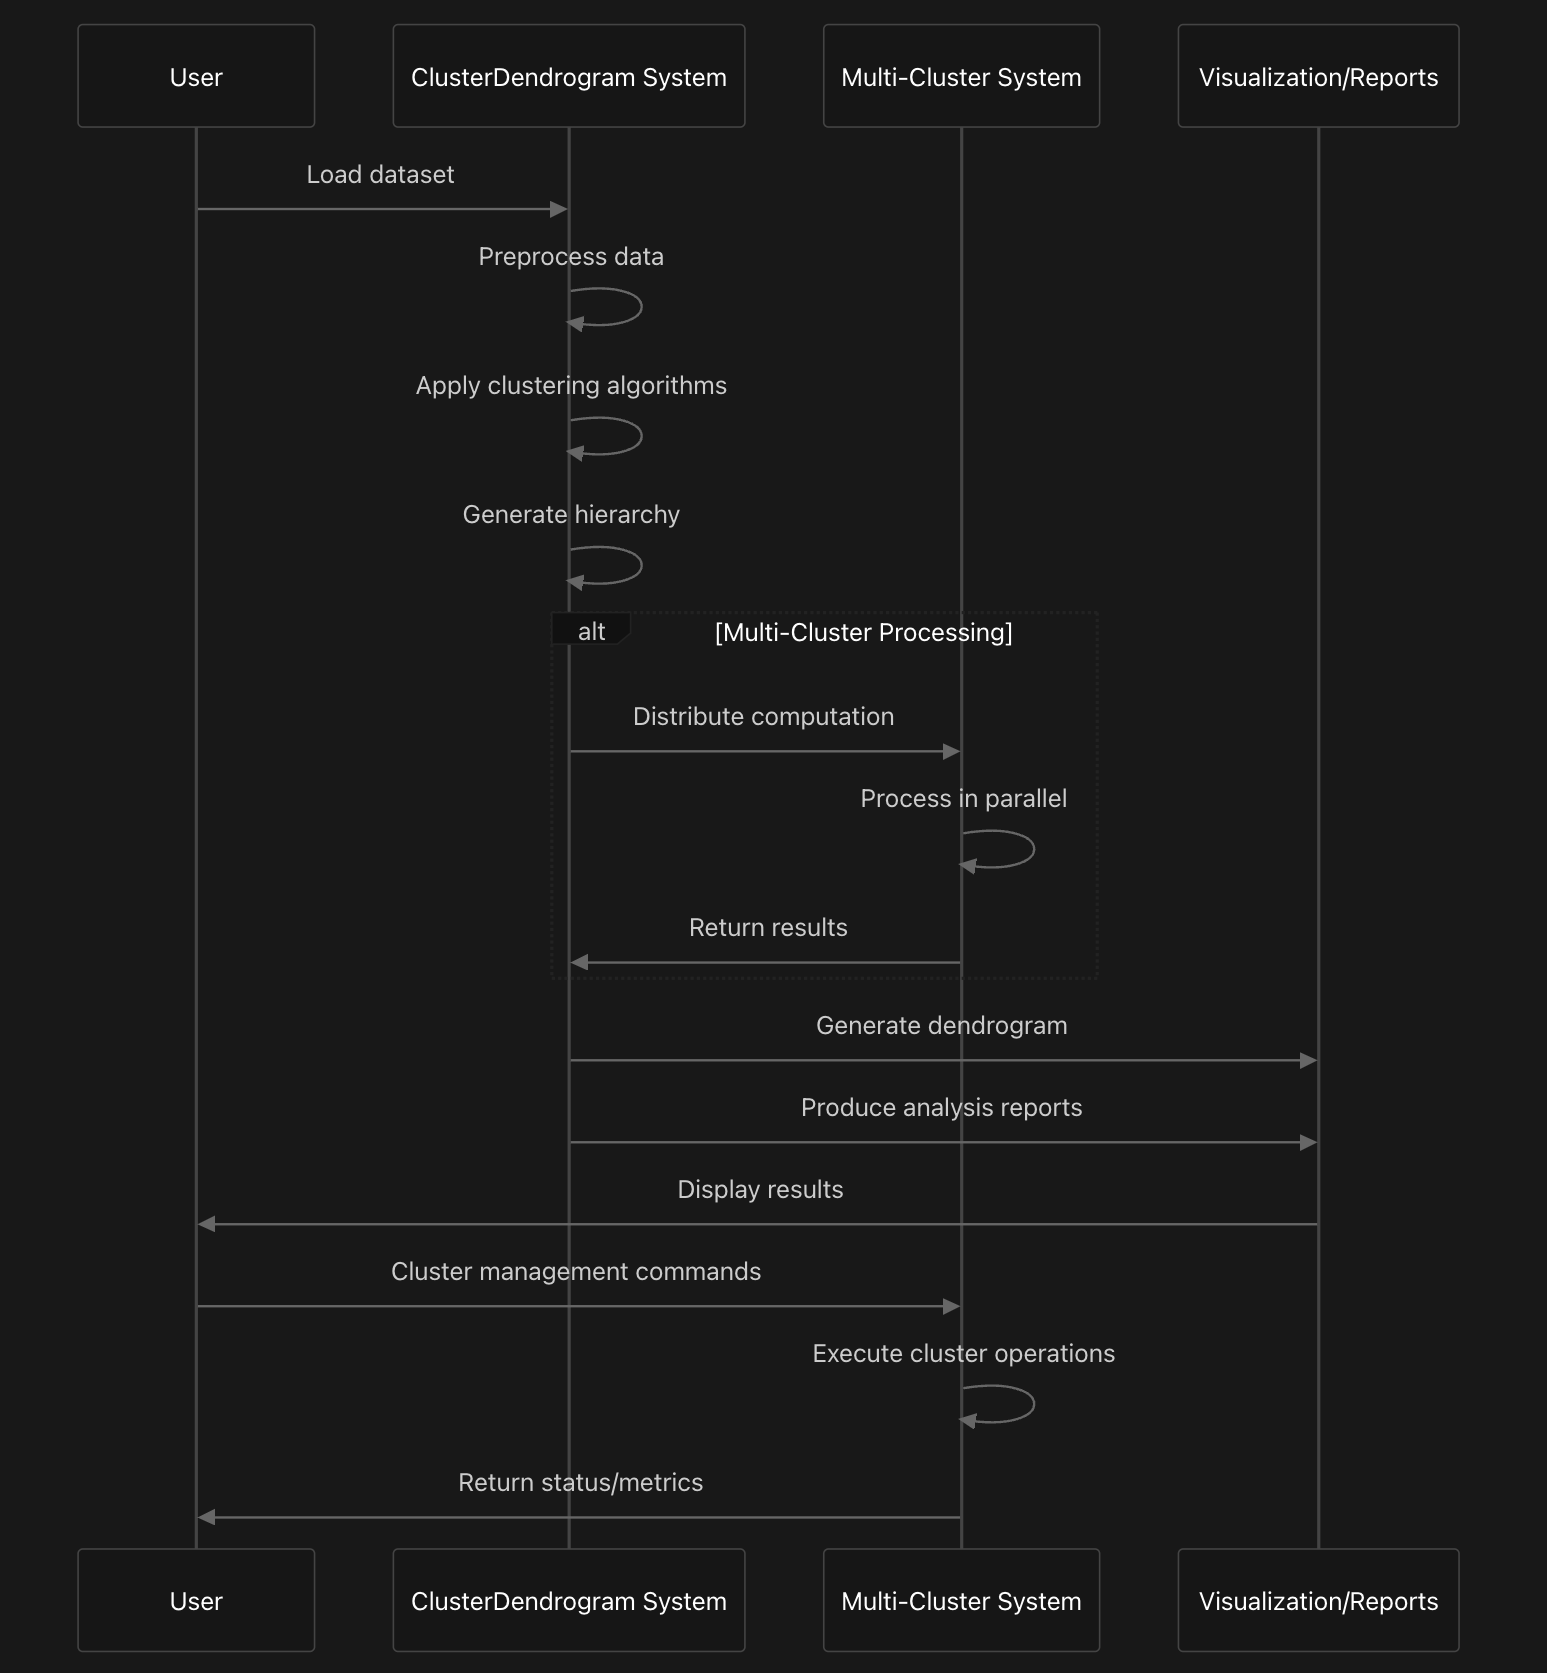 User
ClusterDendrogram System
Multi-Cluster System
Visualization/Reports
Load dataset
Preprocess data
Apply clustering algorithms
Generate hierarchy
alt
[Multi-Cluster Processing]
Distribute computation
Process in parallel
Return results
Generate dendrogram
Produce analysis reports
Display results
Cluster management commands
Execute cluster operations
Return status/metrics
User
ClusterDendrogram System
Multi-Cluster System
Visualization/Reports